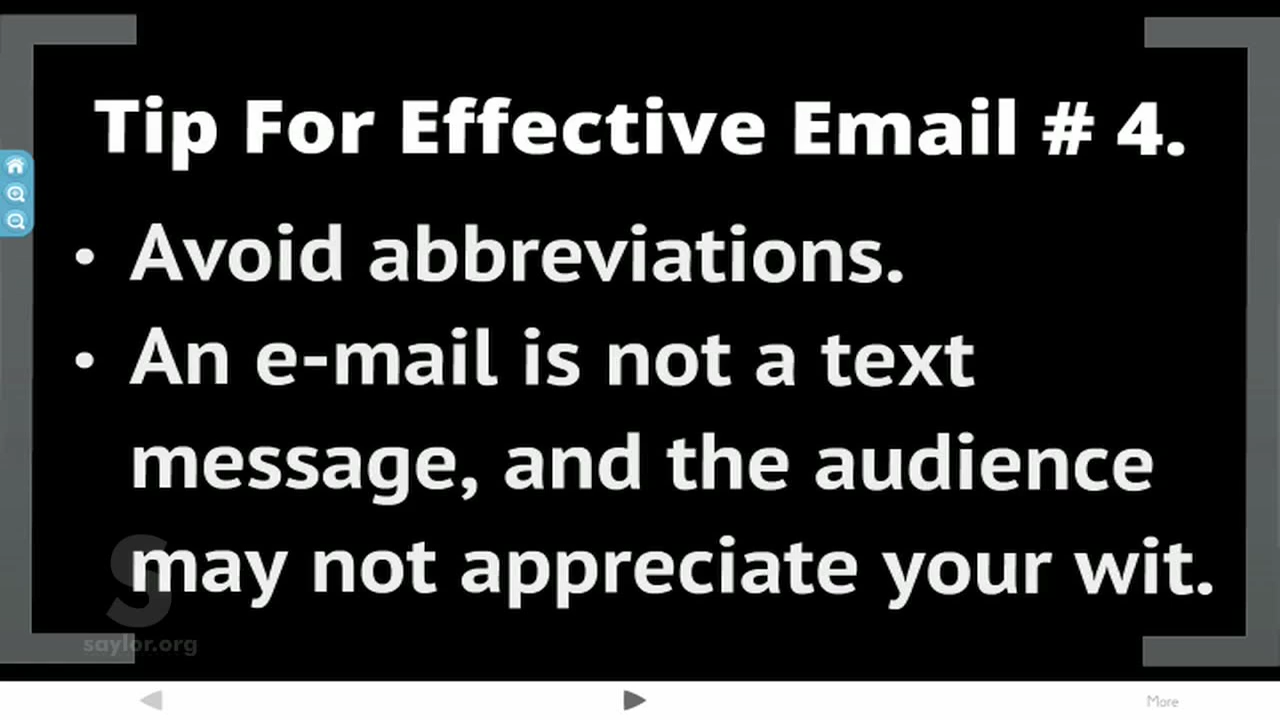 Tip For Effective Email # 4.
• Avoid abbreviations.
• An e-mail is not a text
message, and the audience
may not appreciate your wit.
S
saylor.org
More